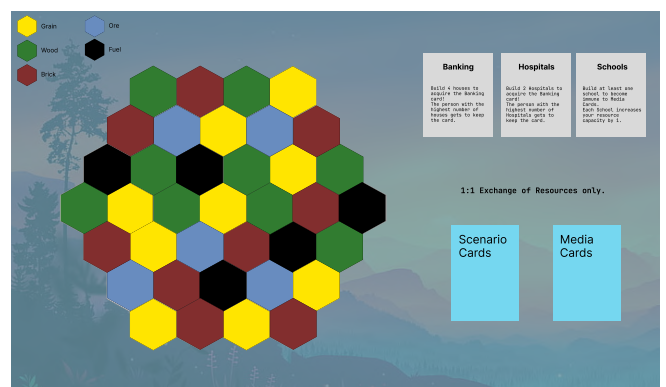 Grain
Ore
Wood
Fuel
Brick
Banking
Build 4 houses to
acquire the Banking
card!
The person with the
highest number of
houses gets to keep
the card.
Hospitals
Build 2 Hospitals to
acquire the Banking
card!
The person with the
highest number of
Hospitals gets to
keep the card.
Schools
Build at least one
school to become
immune to Media
Cards.
Each School increases
your resource
capacity by 1.
1:1 Exchange of Resources only.
Scenario
Cards
Media
Cards